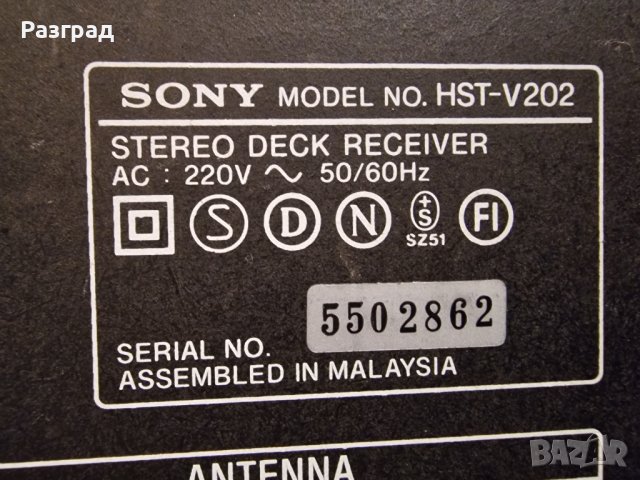 Разград
SONY MODEL NO. HST-V202
STEREO DECK RECEIVER
AC : 220V ~ 50/60Hz
S D N +S FI
SZ51
5502862
SERIAL NO.
ASSEMBLED IN MALAYSIA
ANTENNA
BAZAR